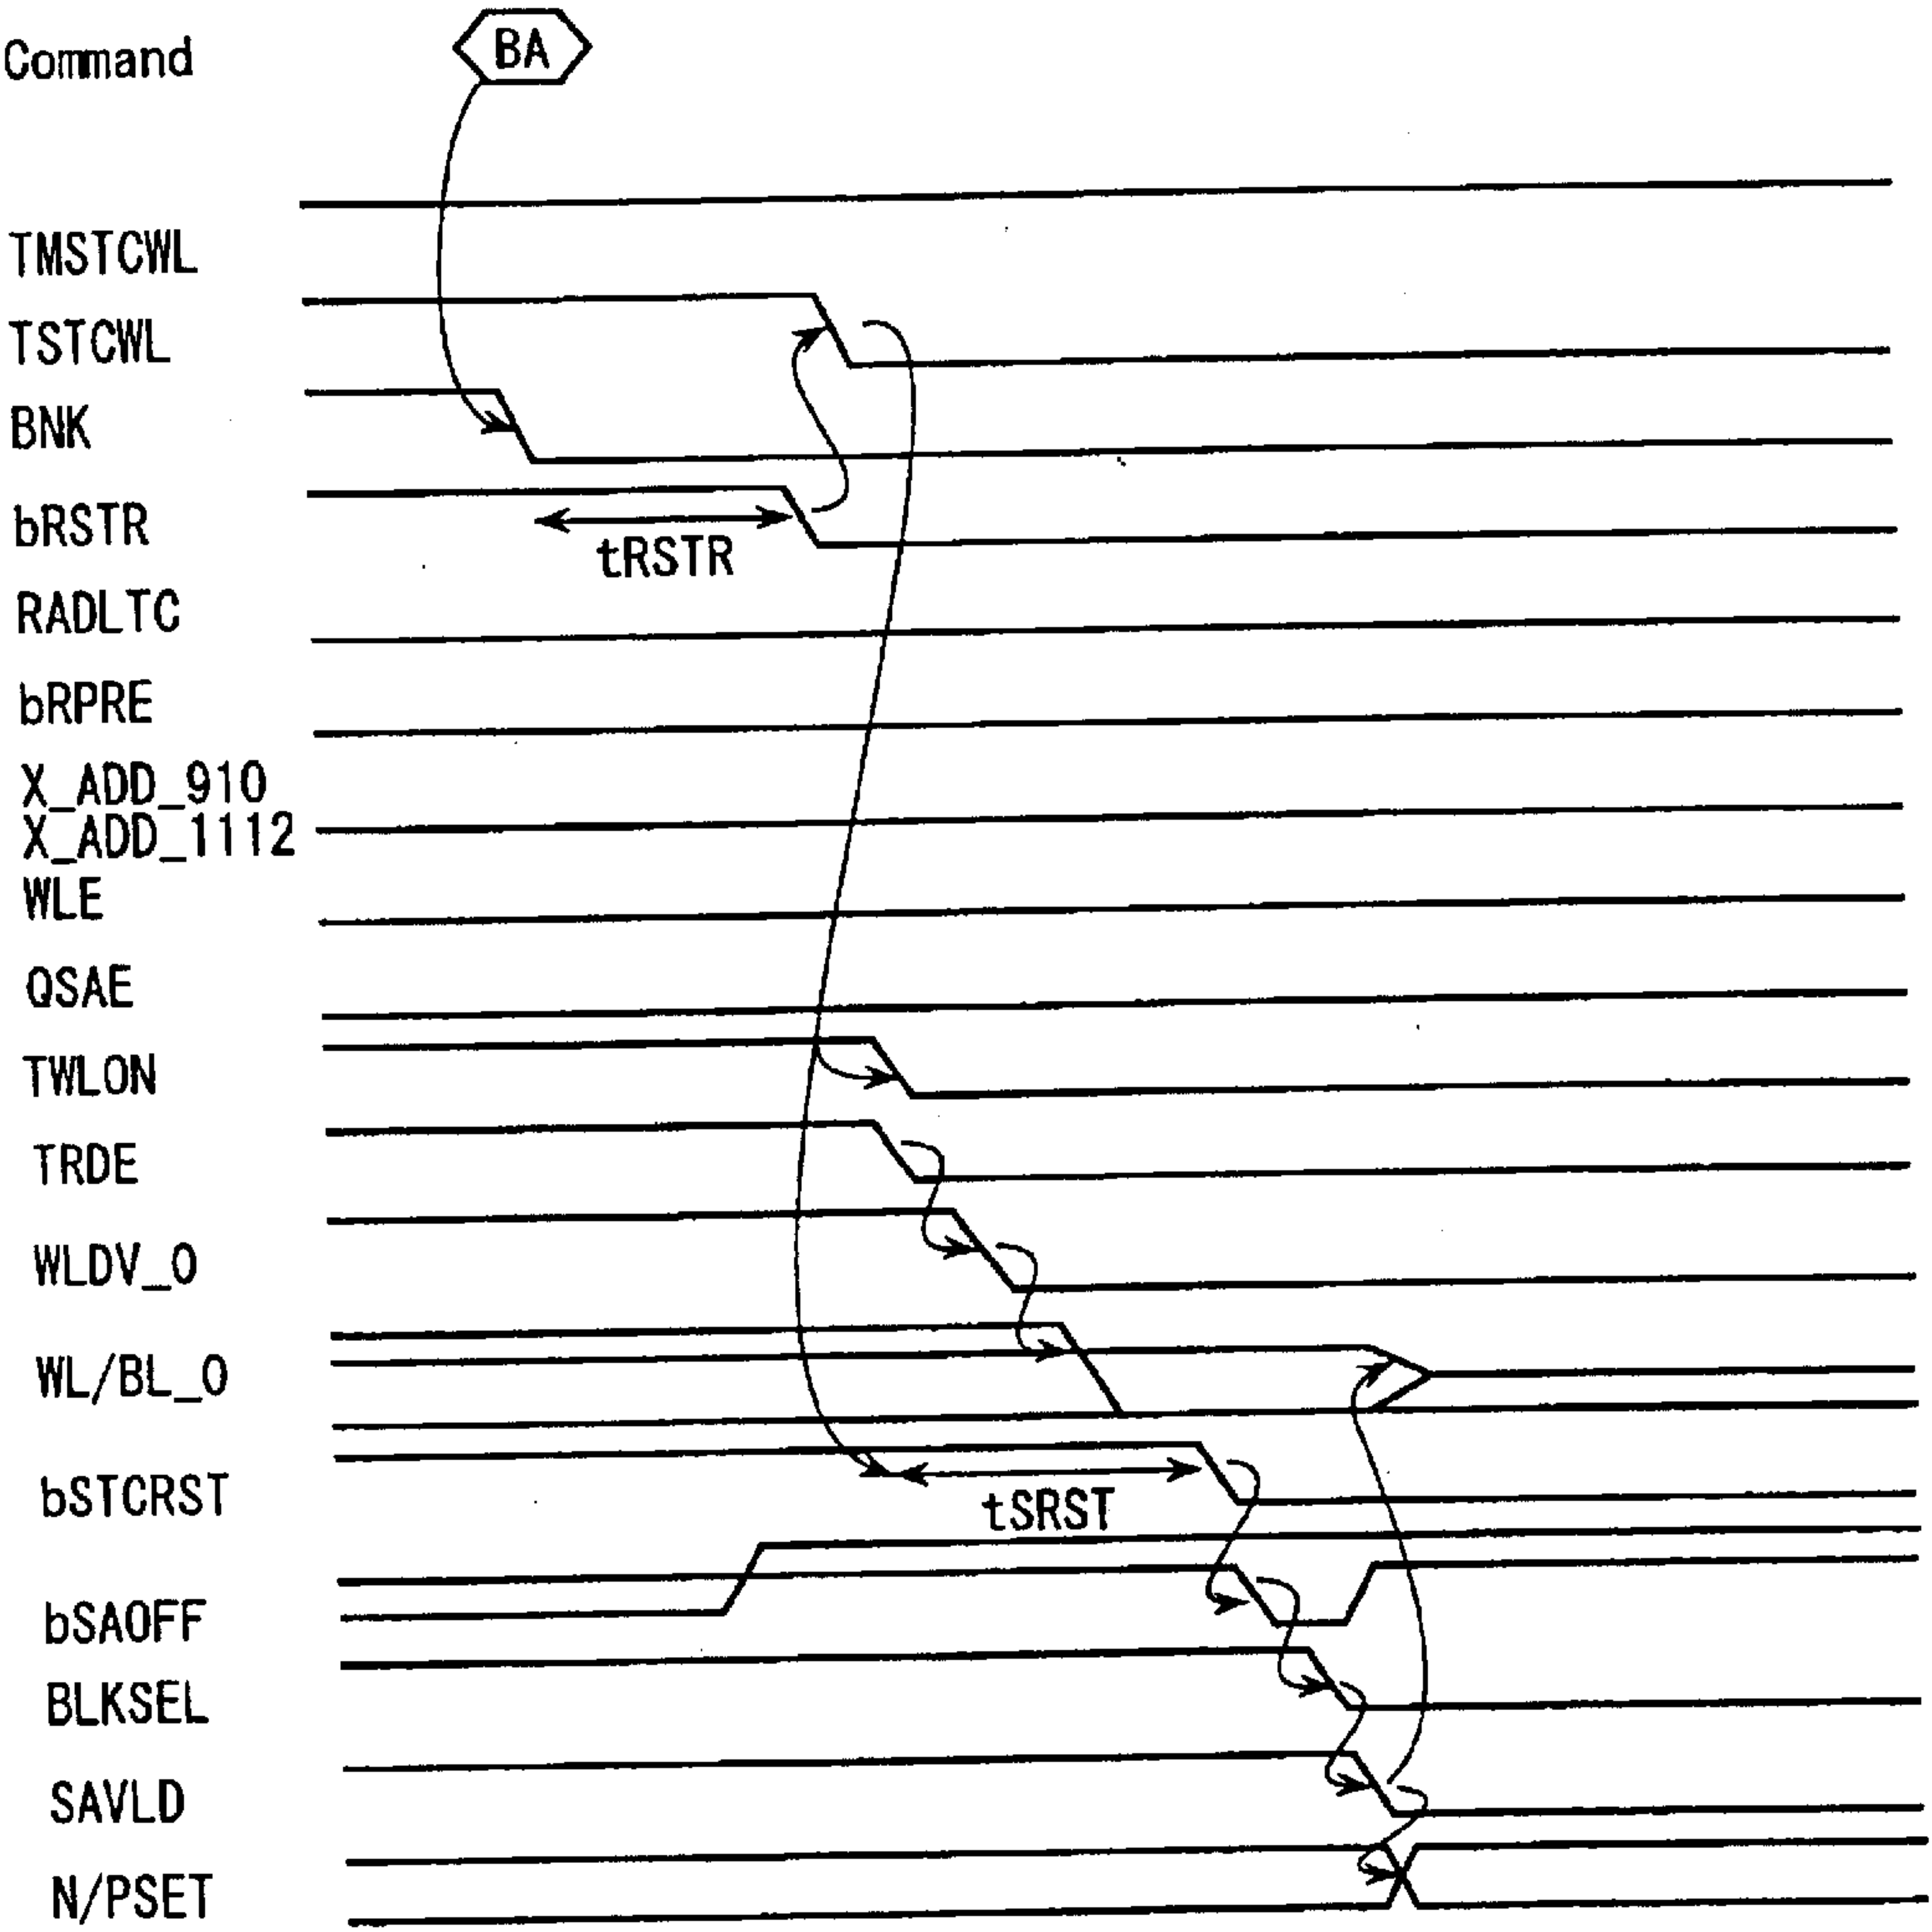 Command
BA
TMSTCWL
TSTCWL
BNK
bRSTR
tRSTR
RADLTC
bRPRE
X_ADD_910
X_ADD_1112
WLE
QSAE
TWLON
TRDE
WLDV_0
WL/BL_0
bSTCRST
tSRST
bSAOFF
BLKSEL
SAVLD
N/PSET